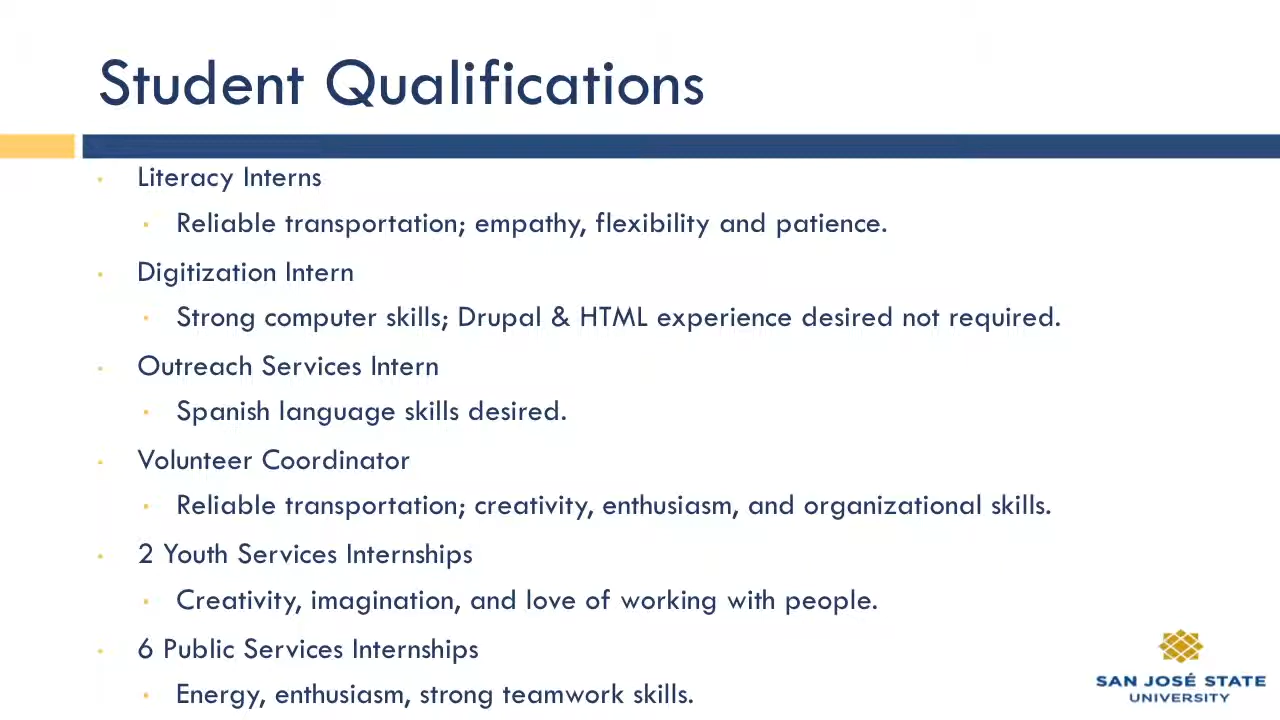 Student Qualifications
Literacy Interns
Reliable transportation; empathy, flexibility and patience.
Digitization Intern
Strong computer skills; Drupal & HTML experience desired not required.
Outreach Services Intern
Spanish language skills desired.
Volunteer Coordinator
Reliable transportation; creativity, enthusiasm, and organizational skills.
2 Youth Services Internships
Creativity, imagination, and love of working with people.
6 Public Services Internships
Energy, enthusiasm, strong teamwork skills.
SAN JOSÉ STATE
UNIVERSITY